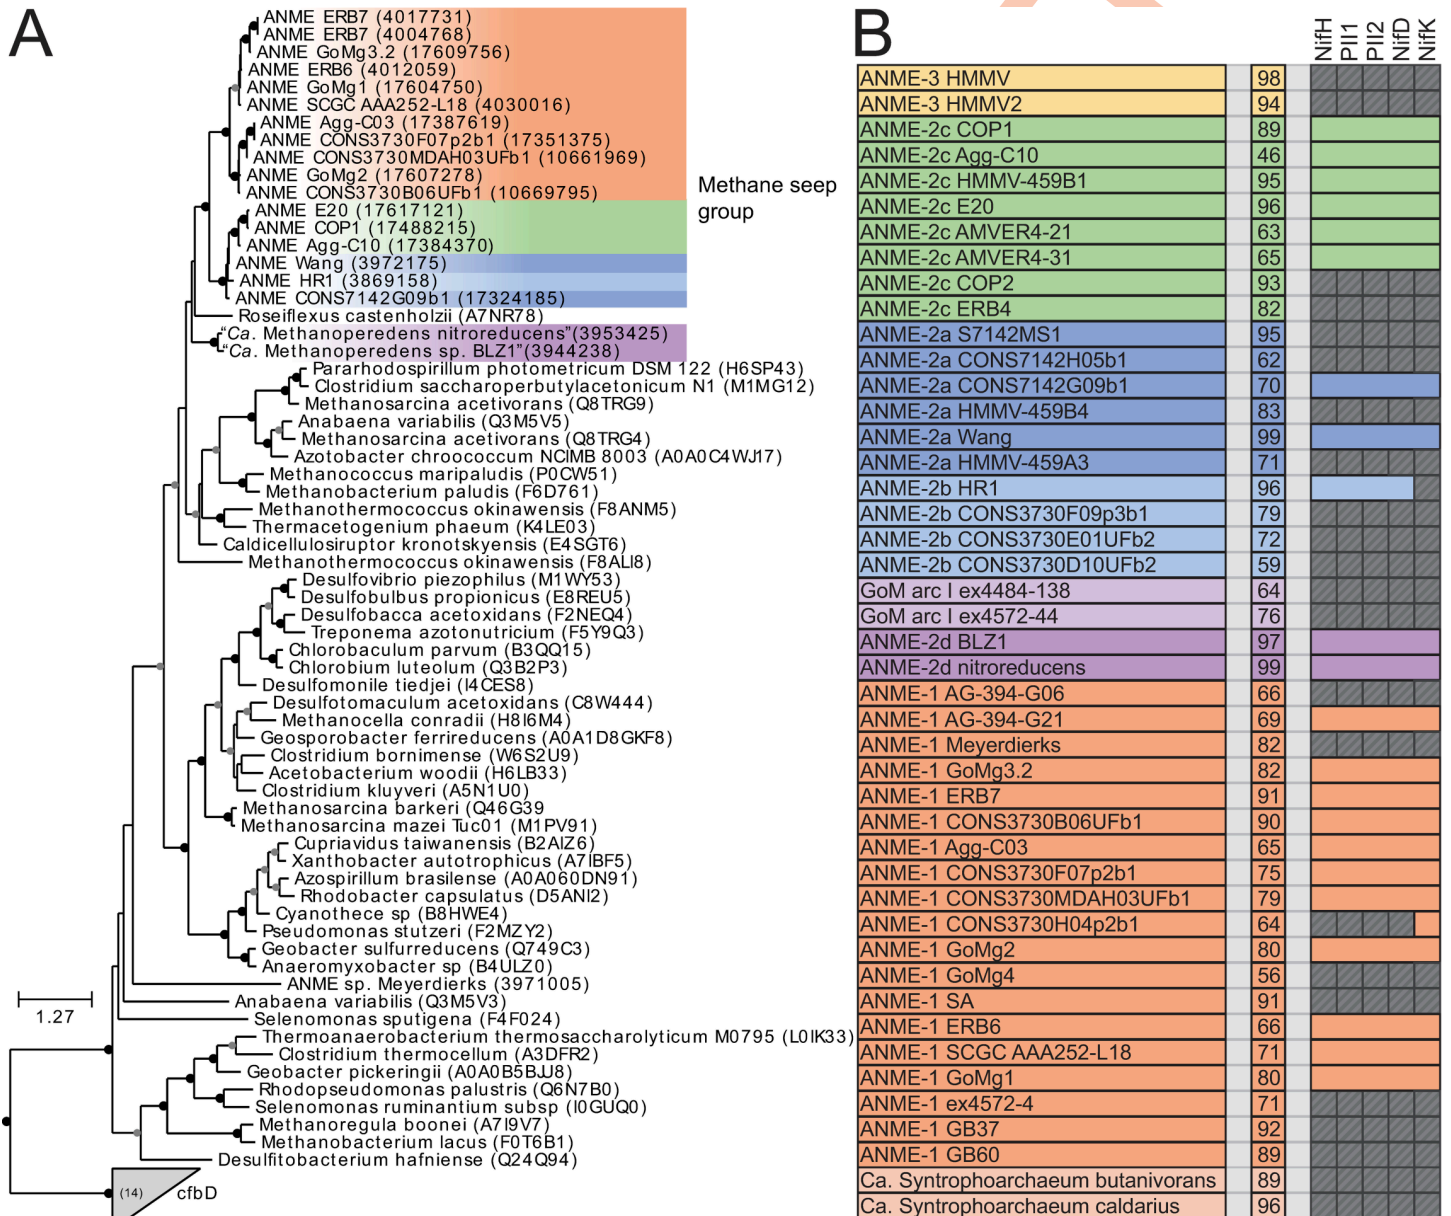 A
ANME ERB7 (4017731)
ANME ERB7 (4004768)
ANME GoMg3.2 (17609756)
ANME ERB6 (4012059)
ANME GoMg1 (17604750)
ANME SCGC AAA252-L18 (4030016)
ANME Agg-C03 (17387619)
ANME CONS3730F07p2b1 (17351375)
ANME CONS3730MDAH03UFb1 (10661969)
ANME GoMg2 (17607278)
ANME CONS3730B06UFb1 (10669795)
ANME E20 (17617121)
ANME COP1 (17488215)
ANME Agg-C10 (17384370)
ANME Wang (3972175)
ANME HR1 (3869158)
ANME CONS7142G09b1 (17324185)
Methane seep
group
Roseiflexus castenholzii (A7NR78)
“Ca. Methanoperedens nitroreducens”(3953425)
“Ca. Methanoperedens sp. BLZ1”(3944238)
Pararhodospirillum photometricum DSM 122 (H6SP43)
Clostridium saccharoperbutylacetonicum N1 (M1MG12)
Methanosarcina acetivorans (Q8TRG9)
Anabaena variabilis (Q3M5V5)
Methanosarcina acetivorans (Q8TRG4)
Azotobacter chroococcum NCIMB 8003 (A0A0C4WJ17)
Methanococcus maripaludis (P0CW51)
Methanobacterium paludis (F6D761)
Methanothermococcus okinawensis (F8ANM5)
Thermacetogenium phaeum (K4LE03)
Caldicellulosiruptor kronotskyensis (E4SGT6)
Methanothermococcus okinawensis (F8ALI8)
Desulfovibrio piezophilus (M1WY53)
Desulfobulbus propionicus (E8REU5)
Desulfobacca acetoxidans (F2NEQ4)
Treponema azotonutricium (F5Y9Q3)
Chlorobaculum parvum (B3QQ15)
Chlorobium luteolum (Q3B2P3)
Desulfomonile tiedjei (I4CES8)
Desulfotomaculum acetoxidans (C8W444)
Methanocella conradii (H8I6M4)
Geosporobacter ferrireducens (A0A1D8GKF8)
Clostridium bornimense (W6S2U9)
Acetobacterium woodii (H6LB33)
Clostridium kluyveri (A5N1U0)
Methanosarcina barkeri (Q46G39
Methanosarcina mazei Tuc01 (M1PV91)
Cupriavidus taiwanensis (B2AIZ6)
Xanthobacter autotrophicus (A7IBF5)
Azospirillum brasilense (A0A060DN91)
Rhodobacter capsulatus (D5ANI2)
Cyanothece sp (B8HWE4)
Pseudomonas stutzeri (F2MZY2)
Geobacter sulfurreducens (Q749C3)
Anaeromyxobacter sp (B4ULZ0)
ANME sp. Meyerdierks (3971005)
Anabaena variabilis (Q3M5V3)
Selenomonas sputigena (F4F024)
Thermoanaerobacterium thermosaccharolyticum M0795 (L0IK33)
Clostridium thermocellum (A3DFR2)
Geobacter pickeringii (A0A0B5BJJ8)
Rhodopseudomonas palustris (Q6N7B0)
Selenomonas ruminantium subsp (I0GUQ0)
Methanoregula boonei (A7I9V7)
Methanobacterium lacus (F0T6B1)
Desulfitobacterium hafniense (Q24Q94)
(14) cfbD
1.27
B
NifH PII1 PII2 NifD NifK
ANME-3 HMMV 98
ANME-3 HMMV2 94
ANME-2c COP1 89
ANME-2c Agg-C10 46
ANME-2c HMMV-459B1 95
ANME-2c E20 96
ANME-2c AMVER4-21 63
ANME-2c AMVER4-31 65
ANME-2c COP2 93
ANME-2c ERB4 82
ANME-2a S7142MS1 95
ANME-2a CONS7142H05b1 62
ANME-2a CONS7142G09b1 70
ANME-2a HMMV-459B4 83
ANME-2a Wang 99
ANME-2a HMMV-459A3 71
ANME-2b HR1 96
ANME-2b CONS3730F09p3b1 79
ANME-2b CONS3730E01UFb2 72
ANME-2b CONS3730D10UFb2 59
GoM arc I ex4484-138 64
GoM arc I ex4572-44 76
ANME-2d BLZ1 97
ANME-2d nitroreducens 99
ANME-1 AG-394-G06 66
ANME-1 AG-394-G21 69
ANME-1 Meyerdierks 82
ANME-1 GoMg3.2 82
ANME-1 ERB7 91
ANME-1 CONS3730B06UFb1 90
ANME-1 Agg-C03 65
ANME-1 CONS3730F07p2b1 75
ANME-1 CONS3730MDAH03UFb1 79
ANME-1 CONS3730H04p2b1 64
ANME-1 GoMg2 80
ANME-1 GoMg4 56
ANME-1 SA 91
ANME-1 ERB6 66
ANME-1 SCGC AAA252-L18 71
ANME-1 GoMg1 80
ANME-1 ex4572-4 71
ANME-1 GB37 92
ANME-1 GB60 89
Ca. Syntrophoarchaeum butanivorans 89
Ca. Syntrophoarchaeum caldarius 96